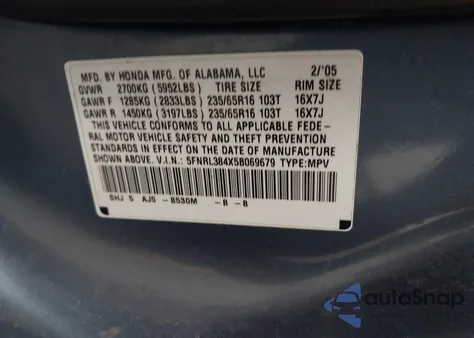 MFD. BY HONDA MFG. OF ALABAMA, LLC 2/'05
GVWR 2700KG (5952LBS) TIRE SIZE RIM SIZE
GAWR F 1285KG (2833LBS) 235/65R16 103T 16X7J
GAWR R 1450KG (3197LBS) 235/65R16 103T 16X7J
THIS VEHICLE CONFORMS TO ALL APPLICABLE FEDE-
RAL MOTOR VEHICLE SAFETY AND THEFT PREVENTION
STANDARDS IN EFFECT ON THE DATE OF MANUFACTURE
SHOWN ABOVE. V.I.N.: 5FNRL384X5B069679 TYPE:MPV
SHJ 5 AJ5 -B530M -B -B
autoSnap